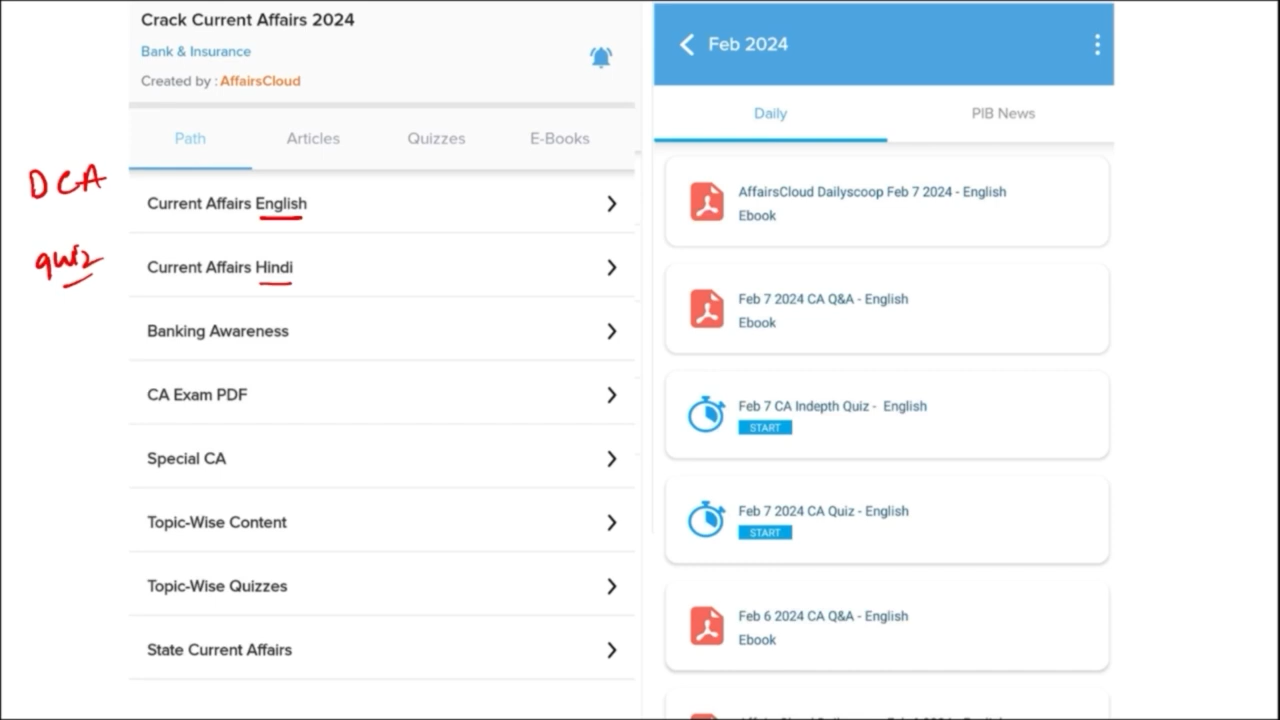 Crack Current Affairs 2024
Bank & Insurance
Created by : AffairsCloud
Path Articles Quizzes E-Books
DCA
Current Affairs English
quiz
Current Affairs Hindi
Banking Awareness
CA Exam PDF
Special CA
Topic-Wise Content
Topic-Wise Quizzes
State Current Affairs
Feb 2024
Daily PIB News
AffairsCloud Dailyscoop Feb 7 2024 - English
Ebook
Feb 7 2024 CA Q&A - English
Ebook
Feb 7 CA Indepth Quiz - English
START
Feb 7 2024 CA Quiz - English
START
Feb 6 2024 CA Q&A - English
Ebook